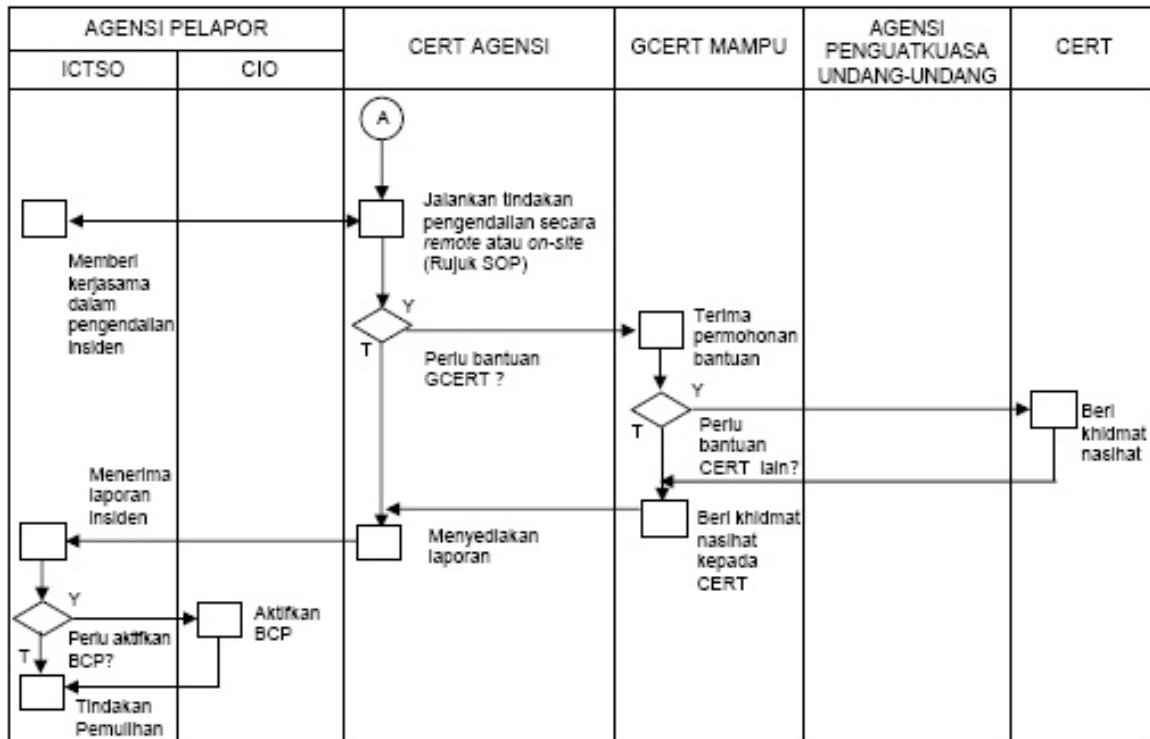 AGENSI PELAPOR
ICTSO
CIO
CERT AGENSI
GCERT MAMPU
AGENSI
PENGUATKUASA
UNDANG-UNDANG
CERT
A
Jalankan tindakan
pengendalian secara
remote atau on-site
(Rujuk SOP)
Memberi
kerjasama
dalam
pengendalian
insiden
Y
T
Perlu bantuan
GCERT ?
Terima
permohonan
bantuan
Y
T
Perlu
bantuan
CERT lain?
Beri
khidmat
nasihat
Menerima
laporan
insiden
Menyediakan
laporan
Beri khidmat
nasihat
kepada
CERT
Y
T
Perlu aktifkan
BCP?
Aktifkan
BCP
Tindakan
Pemulihan